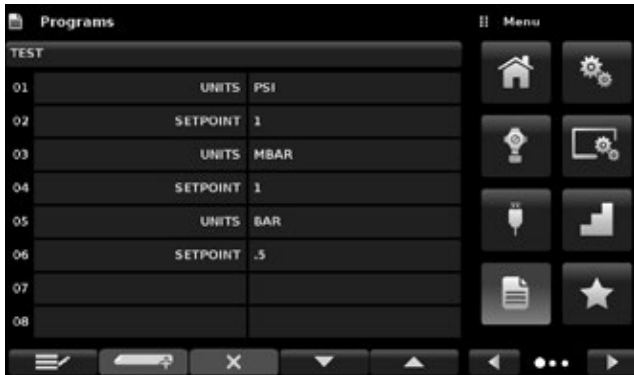 Programs
Menu
TEST
01 UNITS PSI
02 SETPOINT 1
03 UNITS MBAR
04 SETPOINT 1
05 UNITS BAR
06 SETPOINT .5
07
08